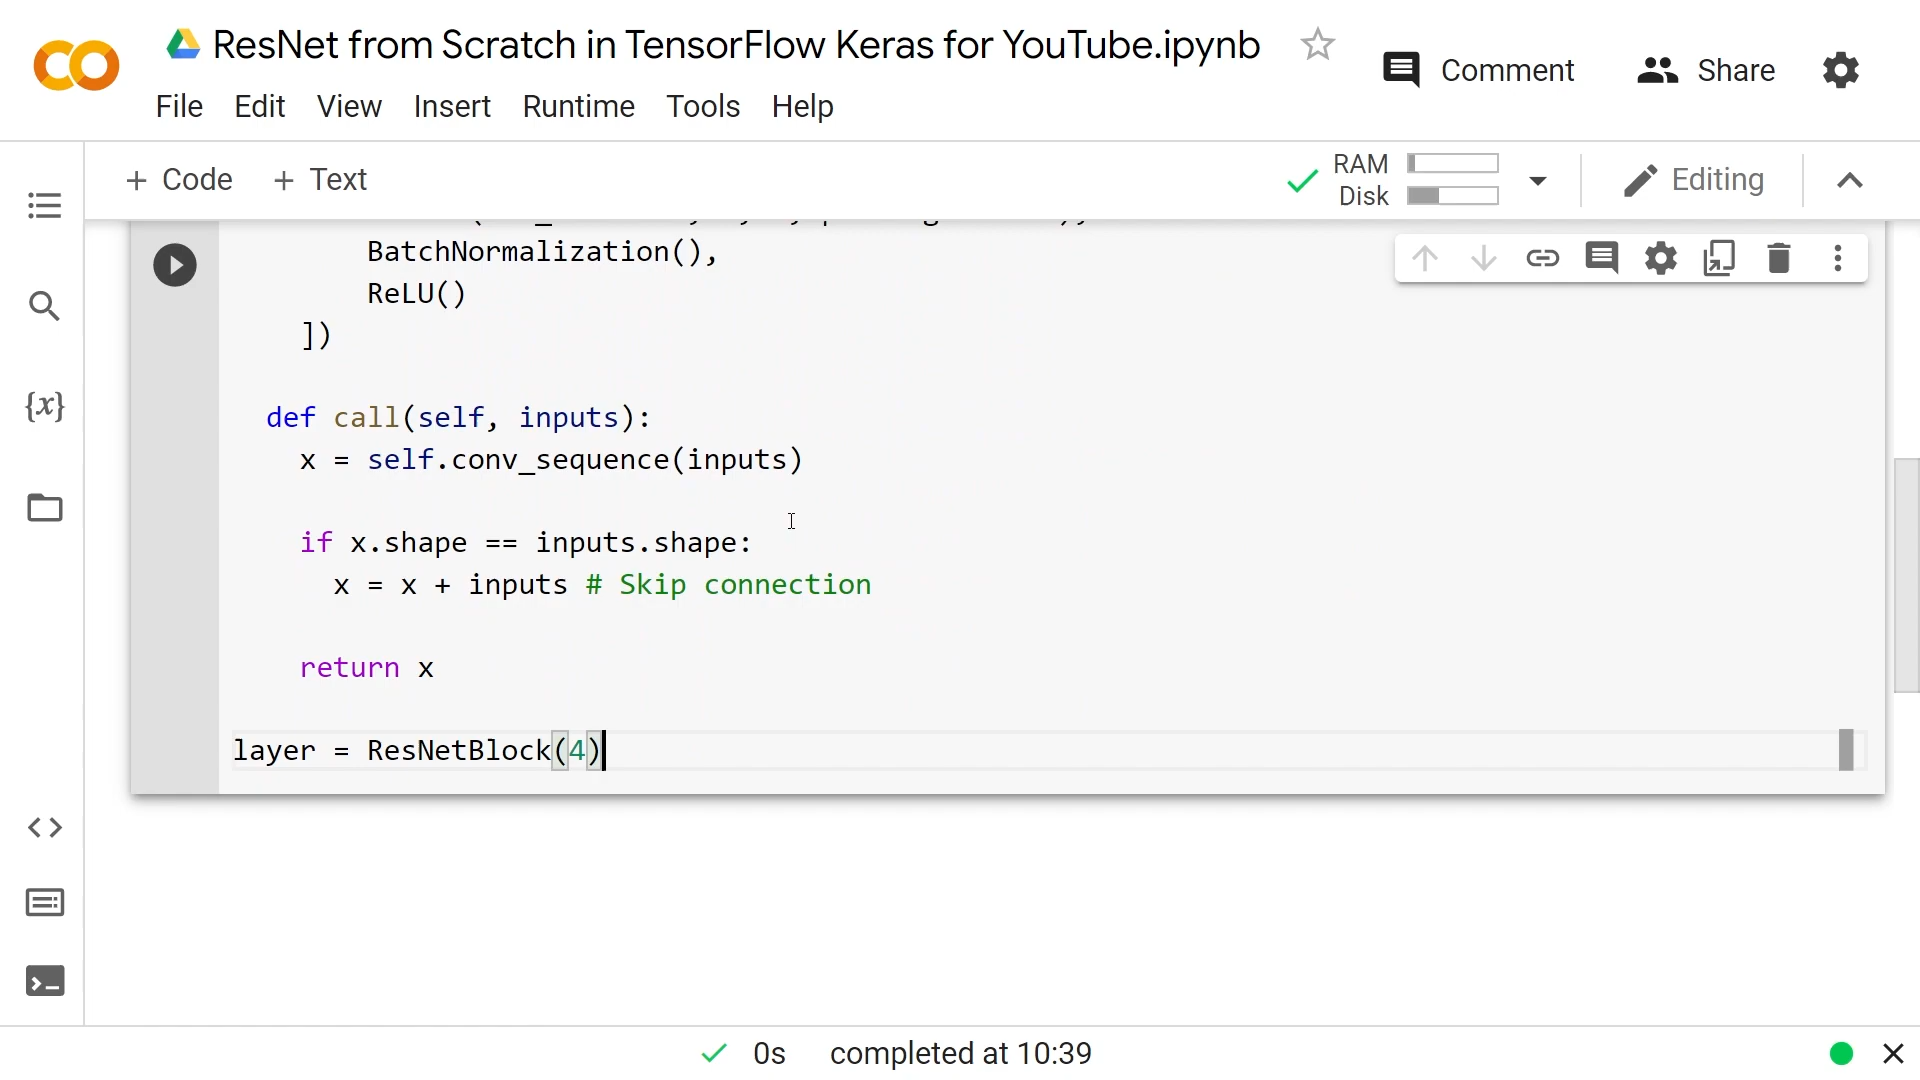 ResNet from Scratch in TensorFlow Keras for YouTube.ipynb
Comment
Share
File Edit View Insert Runtime Tools Help
+ Code + Text
RAM
Disk
Editing
BatchNormalization(),
ReLU()
])
{x}
def call(self, inputs):
x = self.conv_sequence(inputs)
if x.shape == inputs.shape:
x = x + inputs # Skip connection
return x
layer = ResNetBlock(4)
0s completed at 10:39